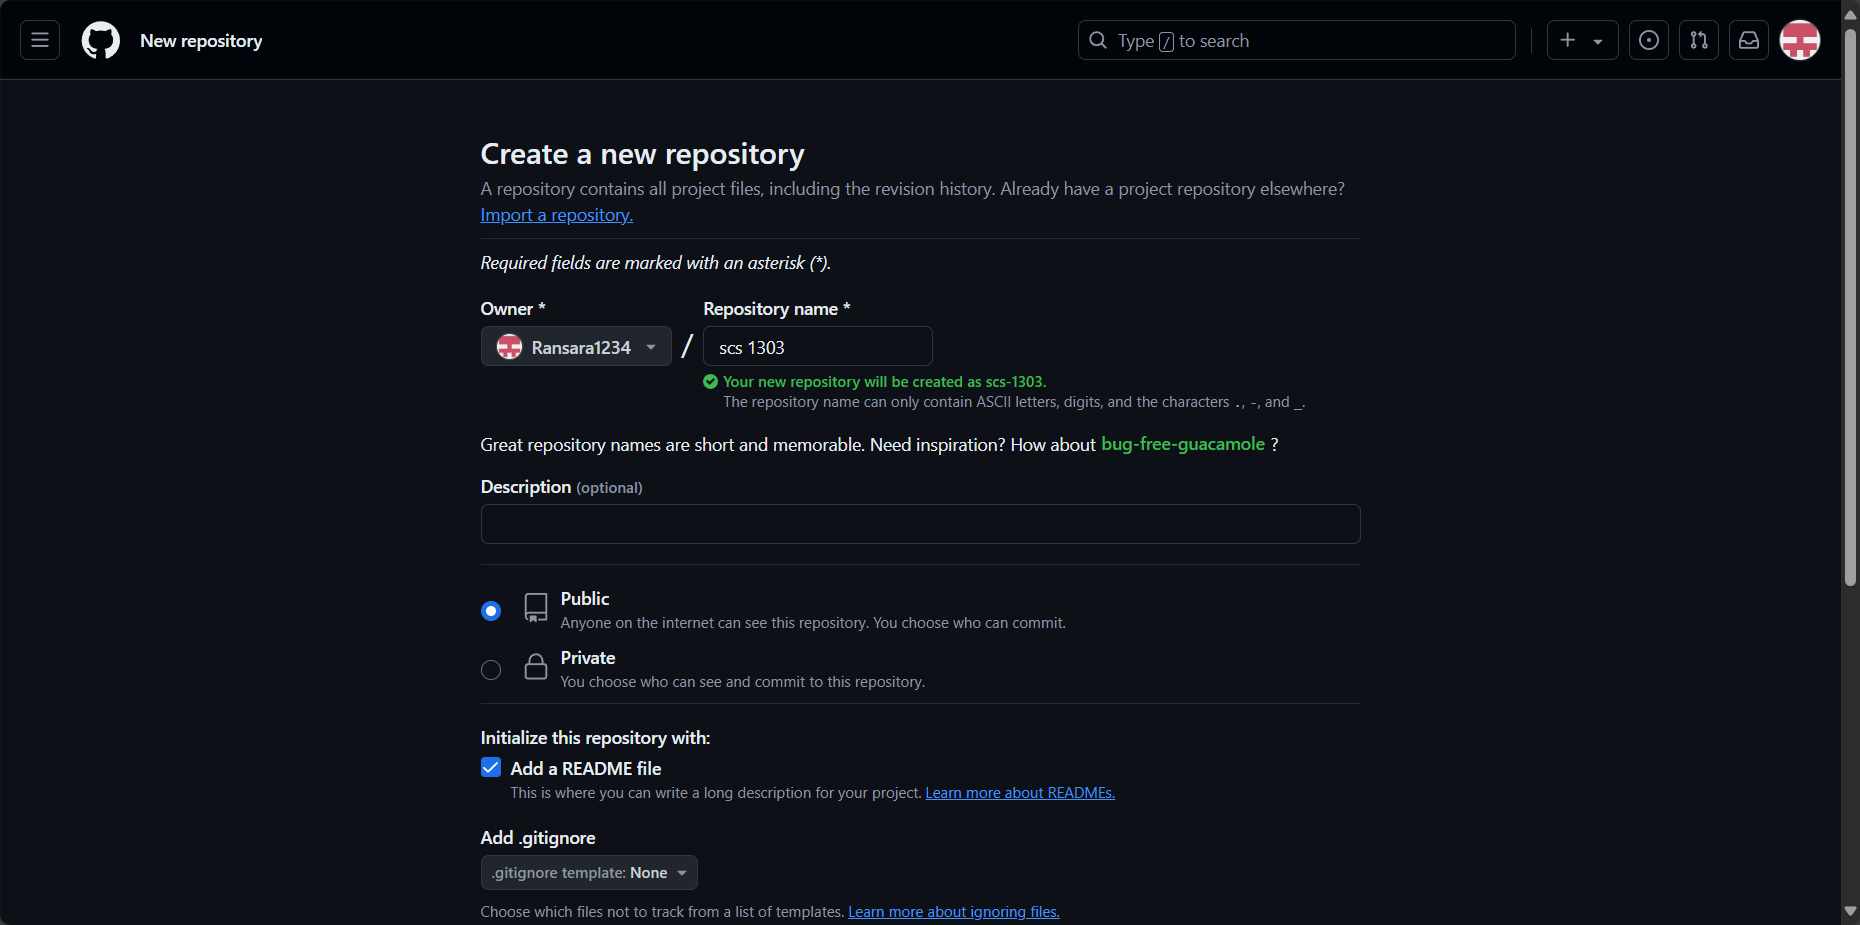 New repository
Type / to search
Create a new repository
A repository contains all project files, including the revision history. Already have a project repository elsewhere?
Import a repository.
Required fields are marked with an asterisk (*).
Owner *
Repository name *
Ransara1234
/
scs 1303
Your new repository will be created as scs-1303.
The repository name can only contain ASCII letters, digits, and the characters ., -, and _.
Great repository names are short and memorable. Need inspiration? How about bug-free-guacamole ?
Description (optional)
Public
Anyone on the internet can see this repository. You choose who can commit.
Private
You choose who can see and commit to this repository.
Initialize this repository with:
Add a README file
This is where you can write a long description for your project. Learn more about READMEs.
Add .gitignore
.gitignore template: None
Choose which files not to track from a list of templates. Learn more about ignoring files.